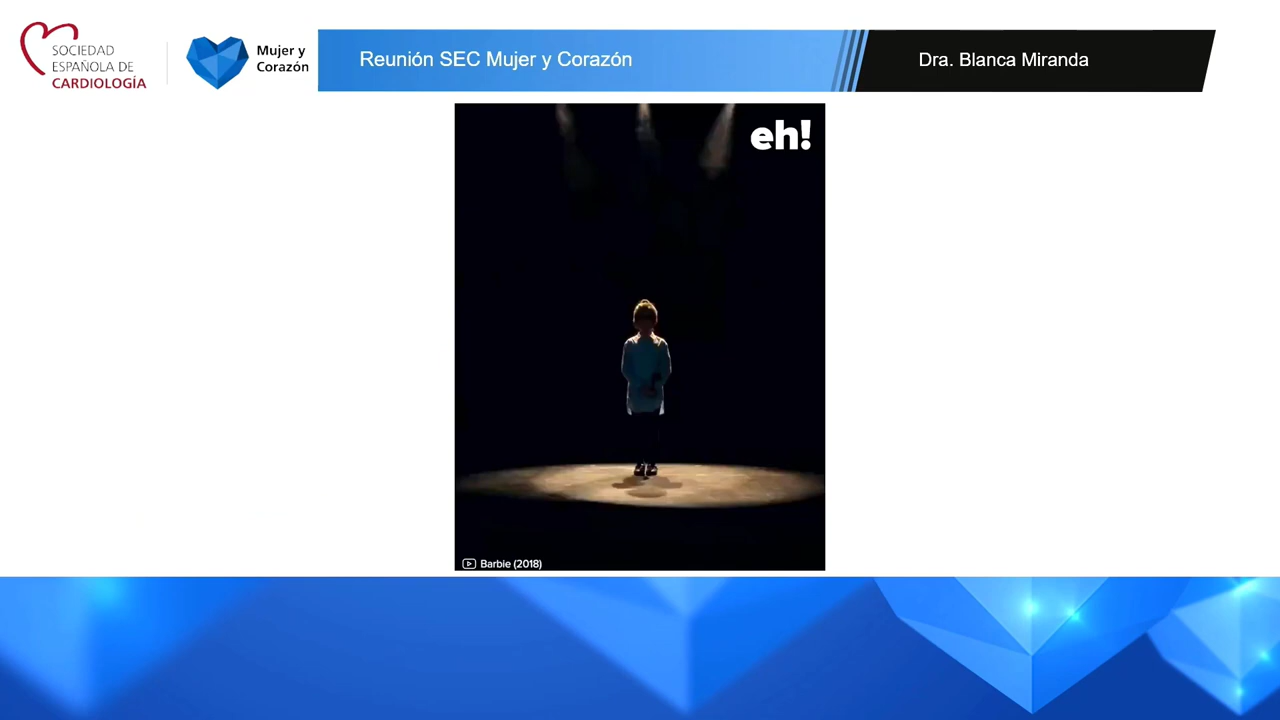 SOCIEDAD
ESPAÑOLA DE
CARDIOLOGÍA
Mujer y
Corazón
Reunión SEC Mujer y Corazón
Dra. Blanca Miranda
eh!
Barbie (2018)